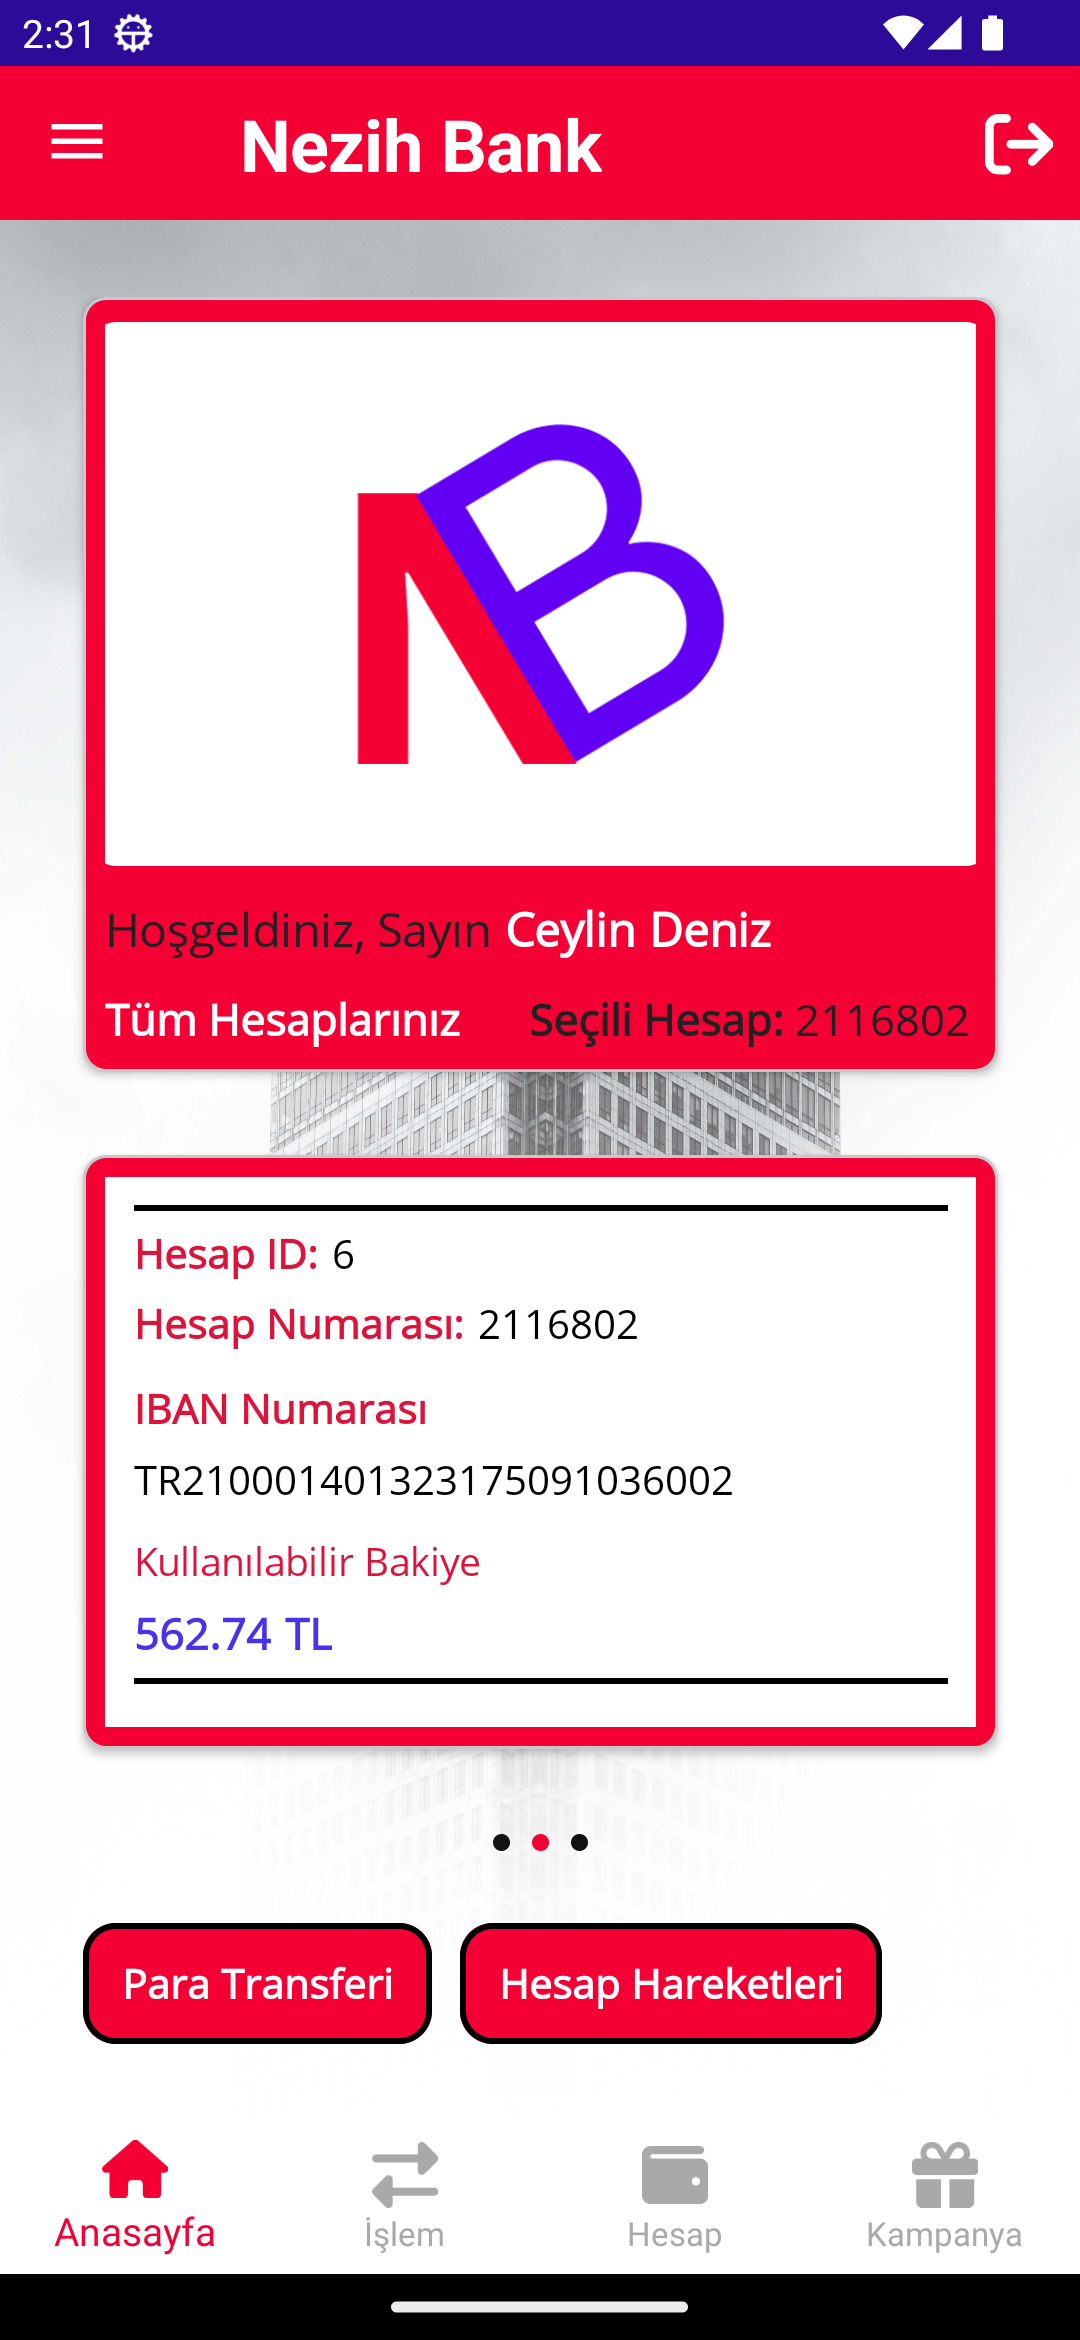 2:31
Nezih Bank
NB
Hoşgeldiniz, Sayın Ceylin Deniz
Tüm Hesaplarınız Seçili Hesap: 2116802
Hesap ID: 6
Hesap Numarası: 2116802
IBAN Numarası
TR210001401323175091036002
Kullanılabilir Bakiye
562.74 TL
Para Transferi Hesap Hareketleri
Anasayfa İşlem Hesap Kampanya